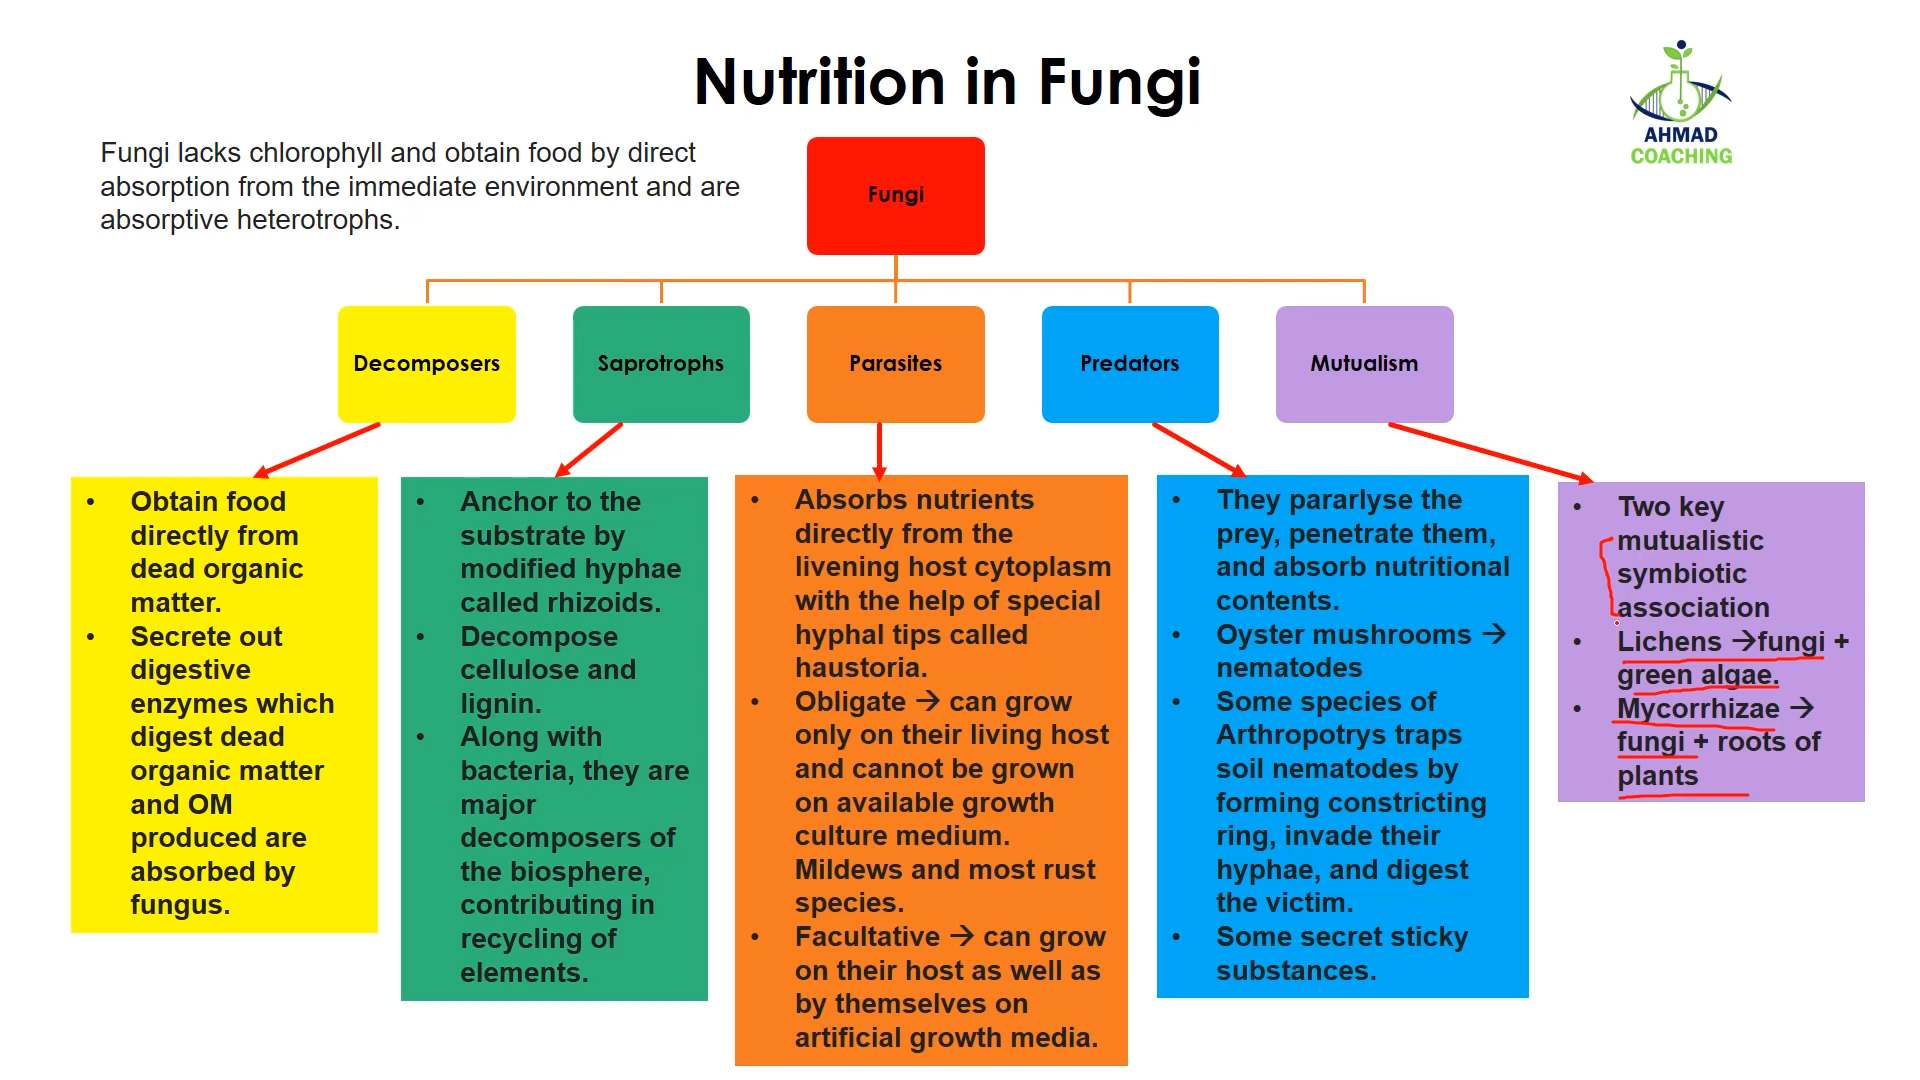 Nutrition in Fungi
AHMAD
COACHING
Fungi lacks chlorophyll and obtain food by direct
absorption from the immediate environment and are
absorptive heterotrophs.
Fungi
Decomposers
Saprotrophs
Parasites
Predators
Mutualism
• Obtain food
directly from
dead organic
matter.
• Secrete out
digestive
enzymes which
digest dead
organic matter
and OM
produced are
absorbed by
fungus.
• Anchor to the
substrate by
modified hyphae
called rhizoids.
• Decompose
cellulose and
lignin.
• Along with
bacteria, they are
major
decomposers of
the biosphere,
contributing in
recycling of
elements.
• Absorbs nutrients
directly from the
livening host cytoplasm
with the help of special
hyphal tips called
haustoria.
• Obligate → can grow
only on their living host
and cannot be grown
on available growth
culture medium.
Mildews and most rust
species.
• Facultative → can grow
on their host as well as
by themselves on
artificial growth media.
• They pararlyse the
prey, penetrate them,
and absorb nutritional
contents.
• Oyster mushrooms →
nematodes
• Some species of
Arthropotrys traps
soil nematodes by
forming constricting
ring, invade their
hyphae, and digest
the victim.
• Some secret sticky
substances.
• Two key
mutualistic
symbiotic
association
• Lichens →fungi +
green algae.
• Mycorrhizae →
fungi + roots of
plants